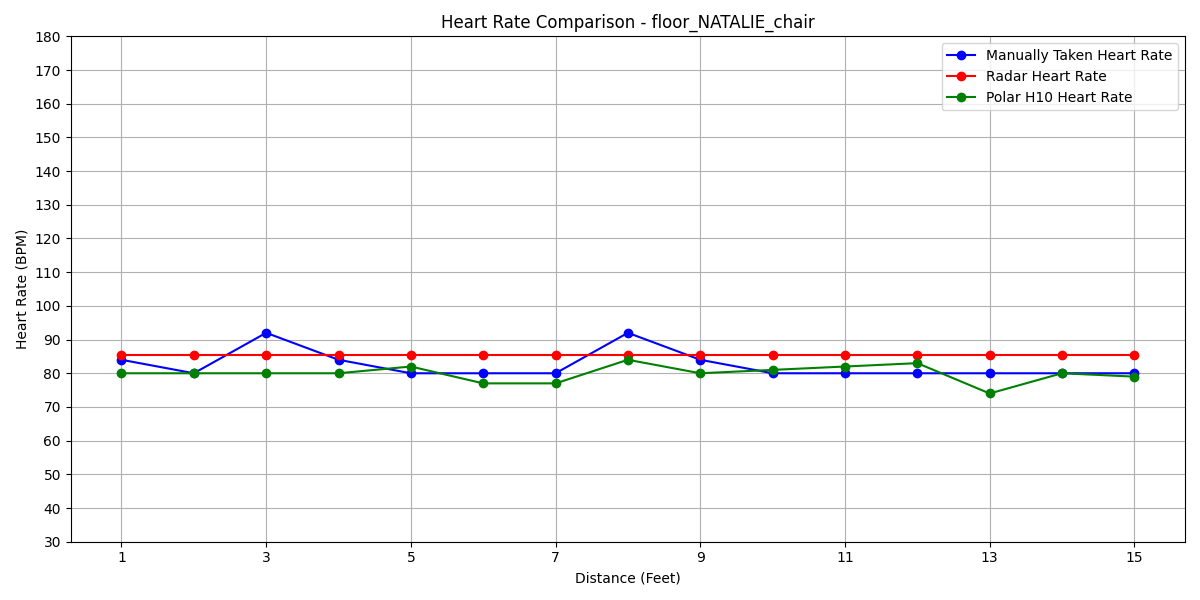 Heart Rate Comparison - floor_NATALIE_chair
180
170
160
150
140
130
120
110
100
90
80
70
60
50
40
30
Heart Rate (BPM)
Manually Taken Heart Rate
Radar Heart Rate
Polar H10 Heart Rate
1 3 5 7 9 11 13 15
Distance (Feet)